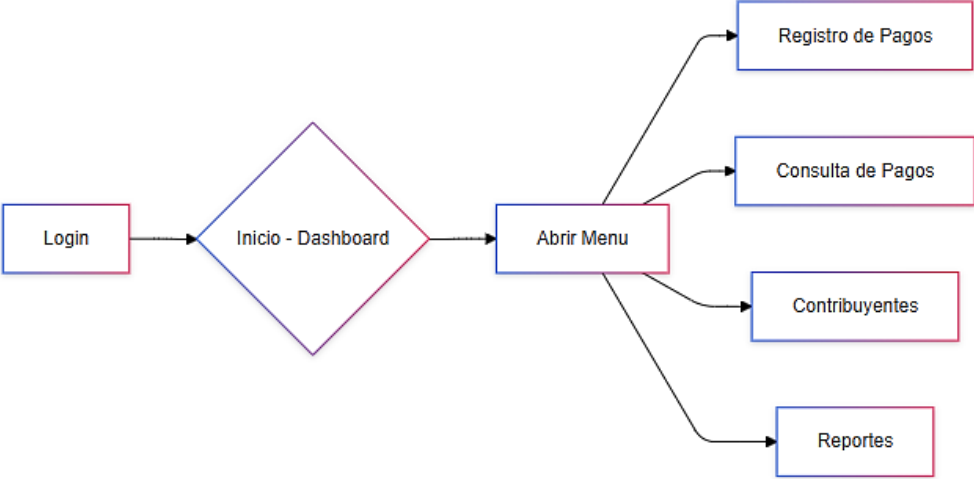 Login
Inicio - Dashboard
Abrir Menu
Registro de Pagos
Consulta de Pagos
Contribuyentes
Reportes